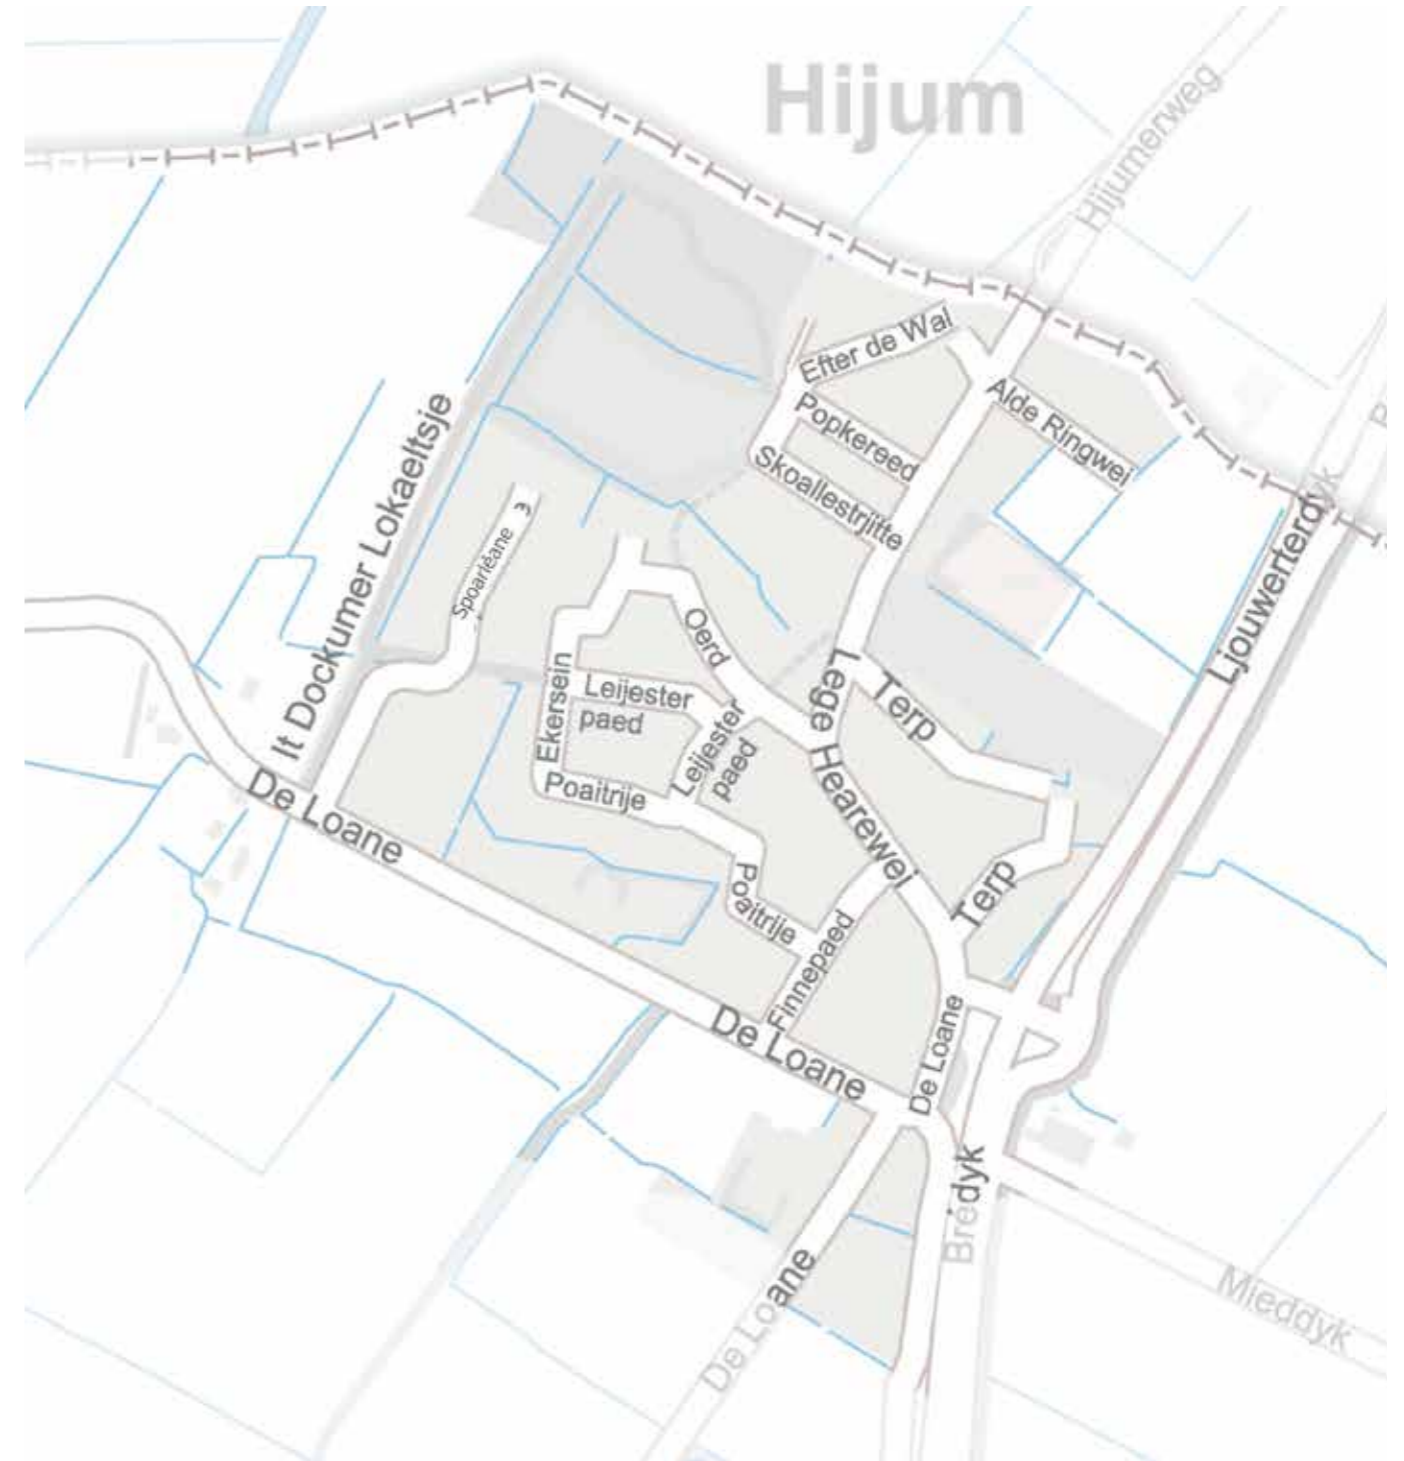 Hijum
Hijumerweg
Efter de Wal
Popkereed
Alde Ringwei
Skoallestrjitte
It Dockumer Lokaeltsje
Spoarleane
Ljouwerterdyk
Oerd
Ekersein
Leijester
paed
Leijester
paed
Lege Hearewei
Terp
Poaitrije
De Loane
Terp
Poaitrije
Finnepaed
De Loane
De Loane
Bredyk
De Loane
Mieddyk